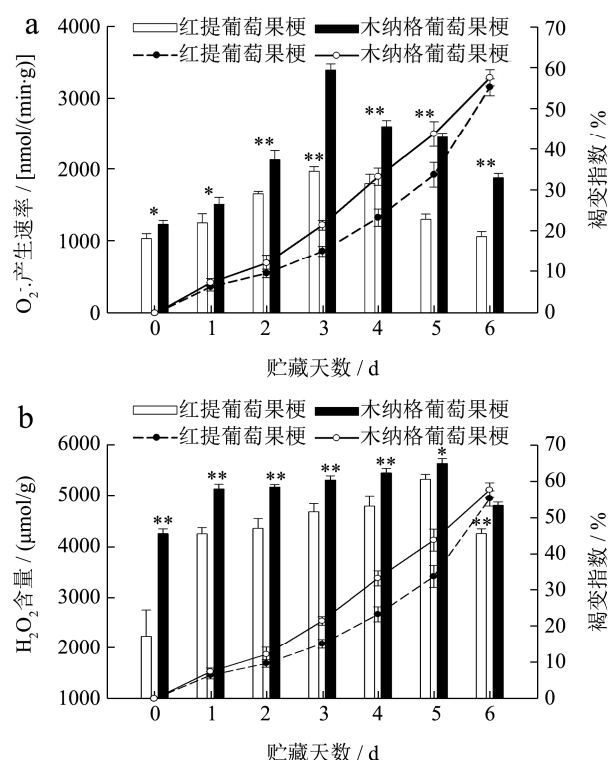 a
红提葡萄果梗 木纳格葡萄果梗
红提葡萄果梗 木纳格葡萄果梗
O₂⁻·产生速率 / [nmol/(min·g)]
4000
3000
2000
1000
0
* * ** ** ** ** **
70
60
50
40
30
20
10
0
褐变指数 / %
0 1 2 3 4 5 6
贮藏天数 / d
b
红提葡萄果梗 木纳格葡萄果梗
红提葡萄果梗 木纳格葡萄果梗
H₂O₂含量 / (μmol/g)
6000
5000
4000
3000
2000
1000
** ** ** ** ** * **
70
60
50
40
30
20
10
0
褐变指数 / %
0 1 2 3 4 5 6
贮藏天数 / d